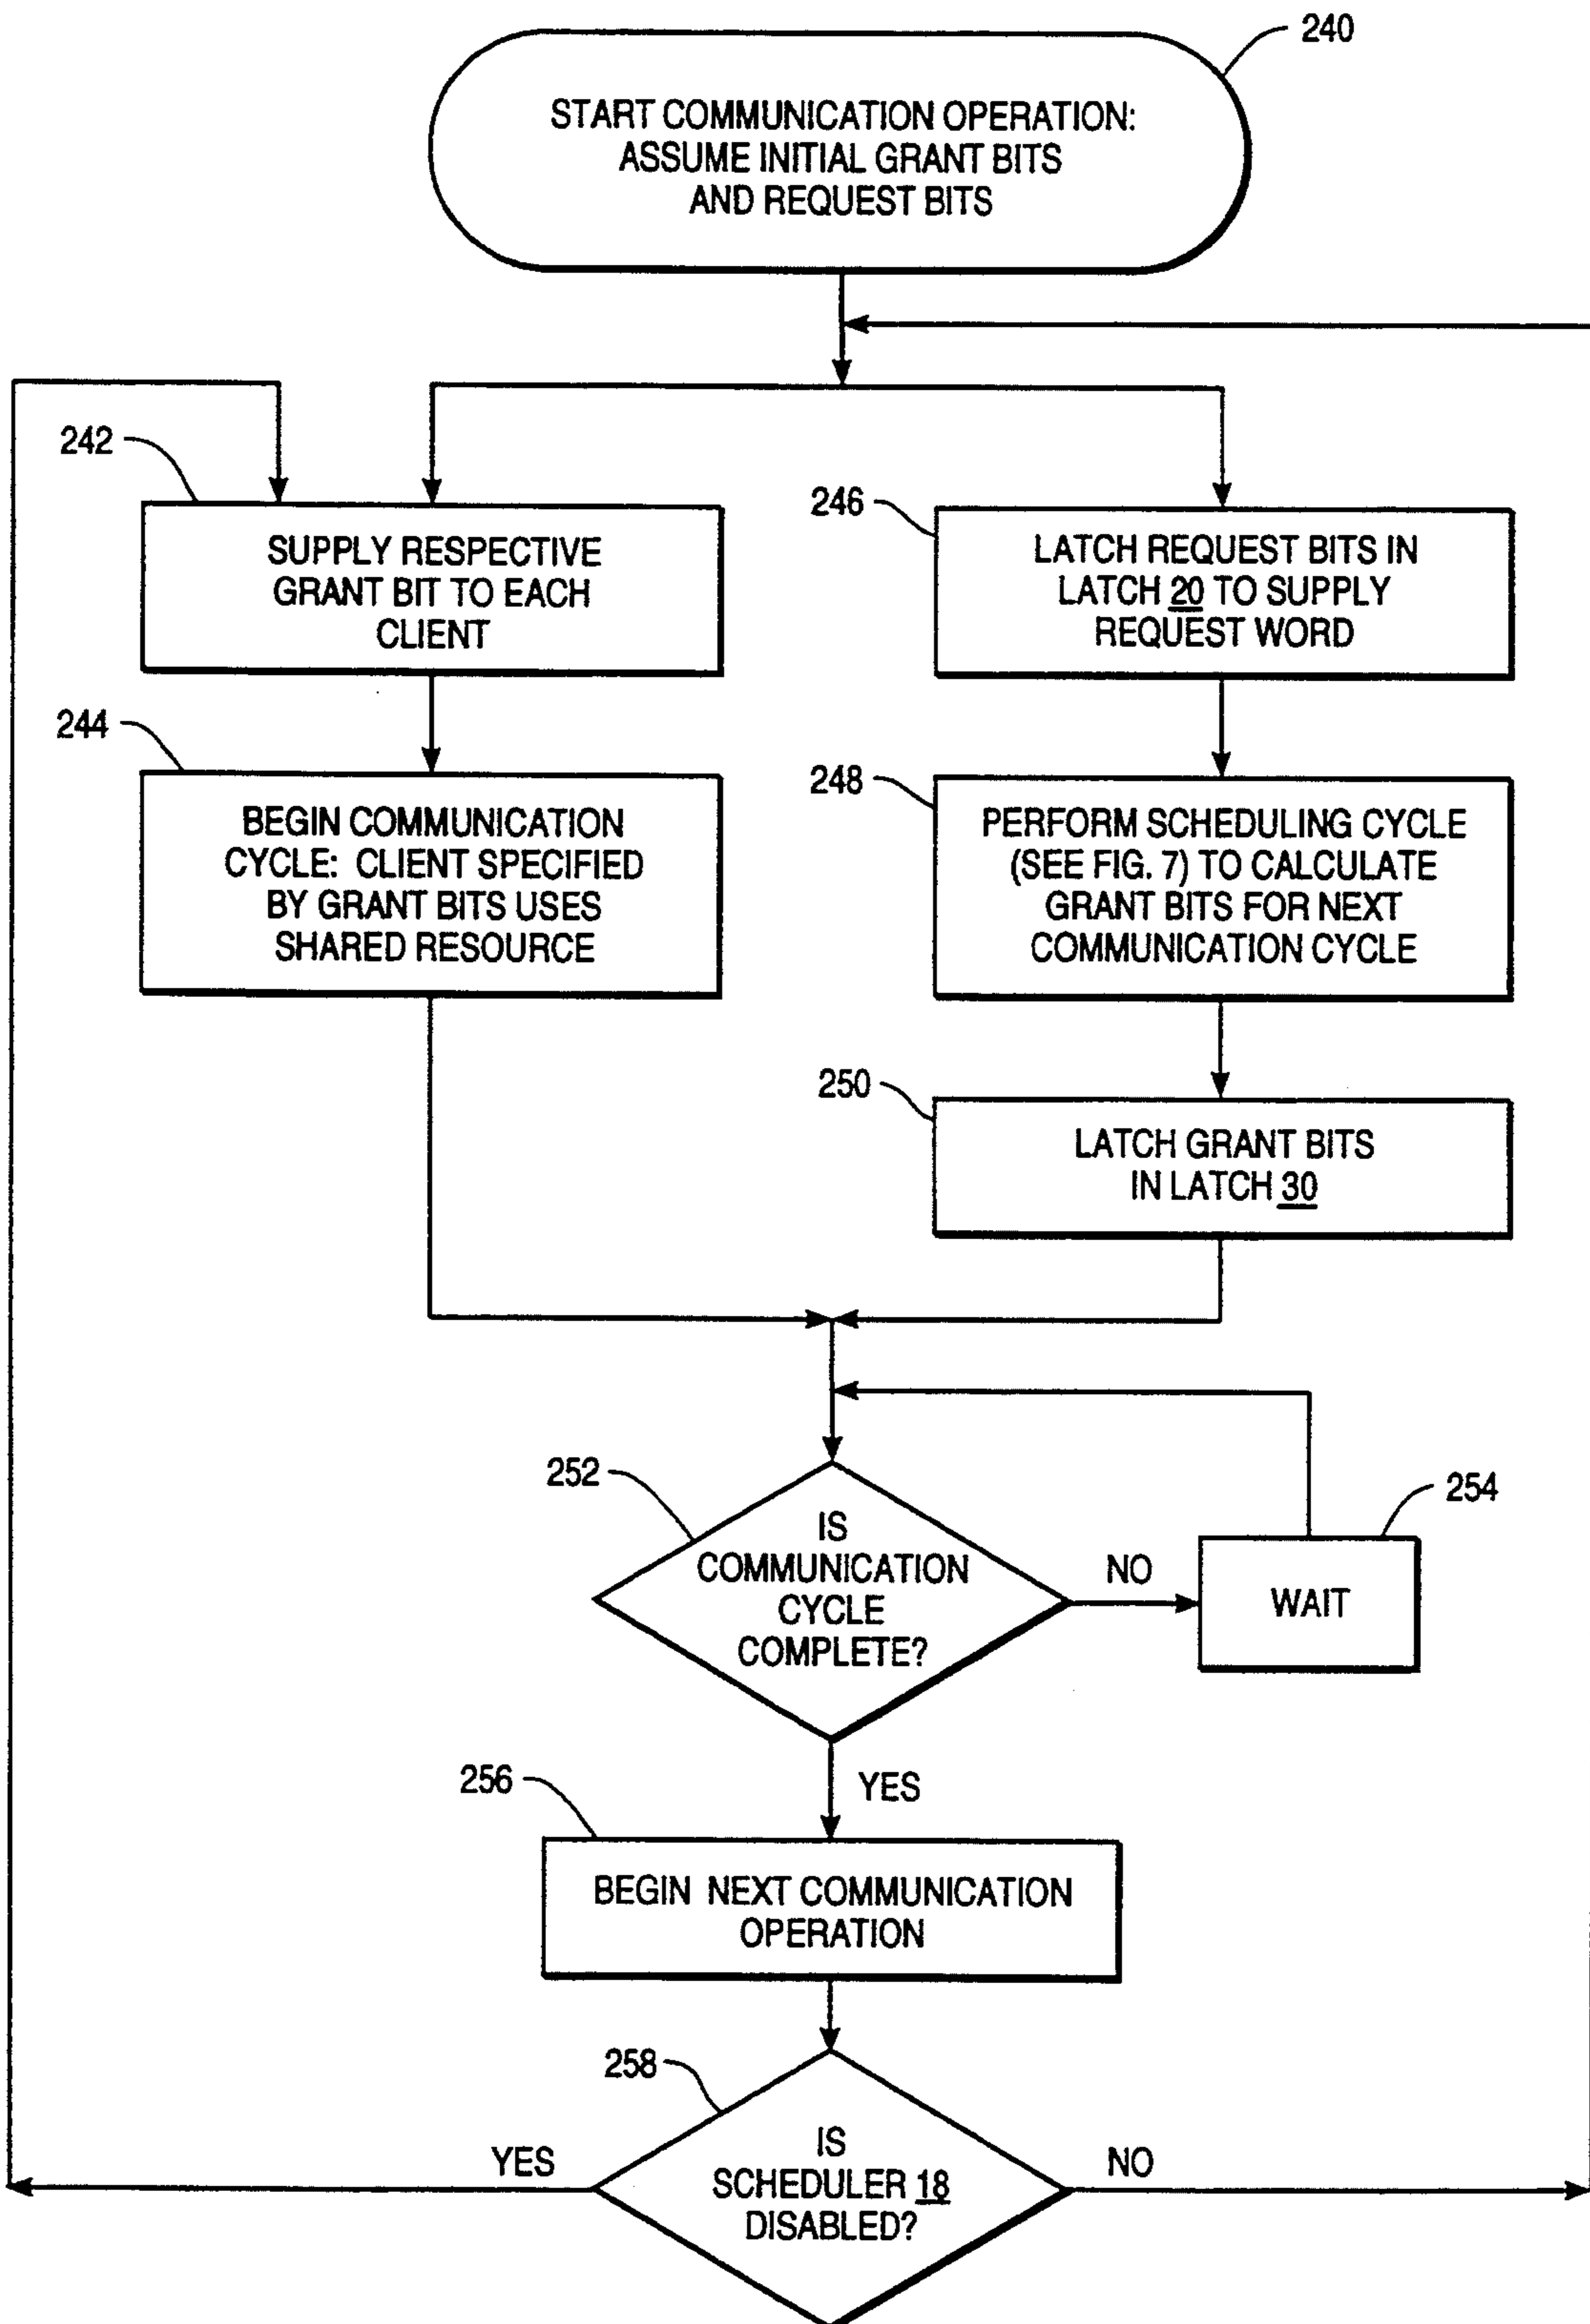 240
START COMMUNICATION OPERATION:
ASSUME INITIAL GRANT BITS
AND REQUEST BITS
242
SUPPLY RESPECTIVE
GRANT BIT TO EACH
CLIENT
246
LATCH REQUEST BITS IN
LATCH 20 TO SUPPLY
REQUEST WORD
244
BEGIN COMMUNICATION
CYCLE: CLIENT SPECIFIED
BY GRANT BITS USES
SHARED RESOURCE
248
PERFORM SCHEDULING CYCLE
(SEE FIG. 7) TO CALCULATE
GRANT BITS FOR NEXT
COMMUNICATION CYCLE
250
LATCH GRANT BITS
IN LATCH 30
252
IS
COMMUNICATION
CYCLE
COMPLETE?
NO
254
WAIT
YES
256
BEGIN NEXT COMMUNICATION
OPERATION
258
IS
SCHEDULER 18
DISABLED?
YES
NO